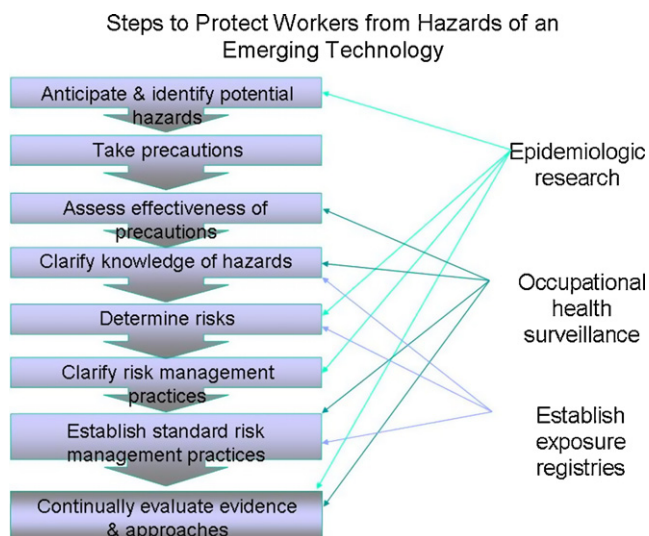 Steps to Protect Workers from Hazards of an
Emerging Technology
Anticipate & identify potential
hazards
Take precautions
Assess effectiveness of
precautions
Clarify knowledge of hazards
Determine risks
Clarify risk management
practices
Establish standard risk
management practices
Continually evaluate evidence
& approaches
Epidemiologic
research
Occupational
health
surveillance
Establish
exposure
registries